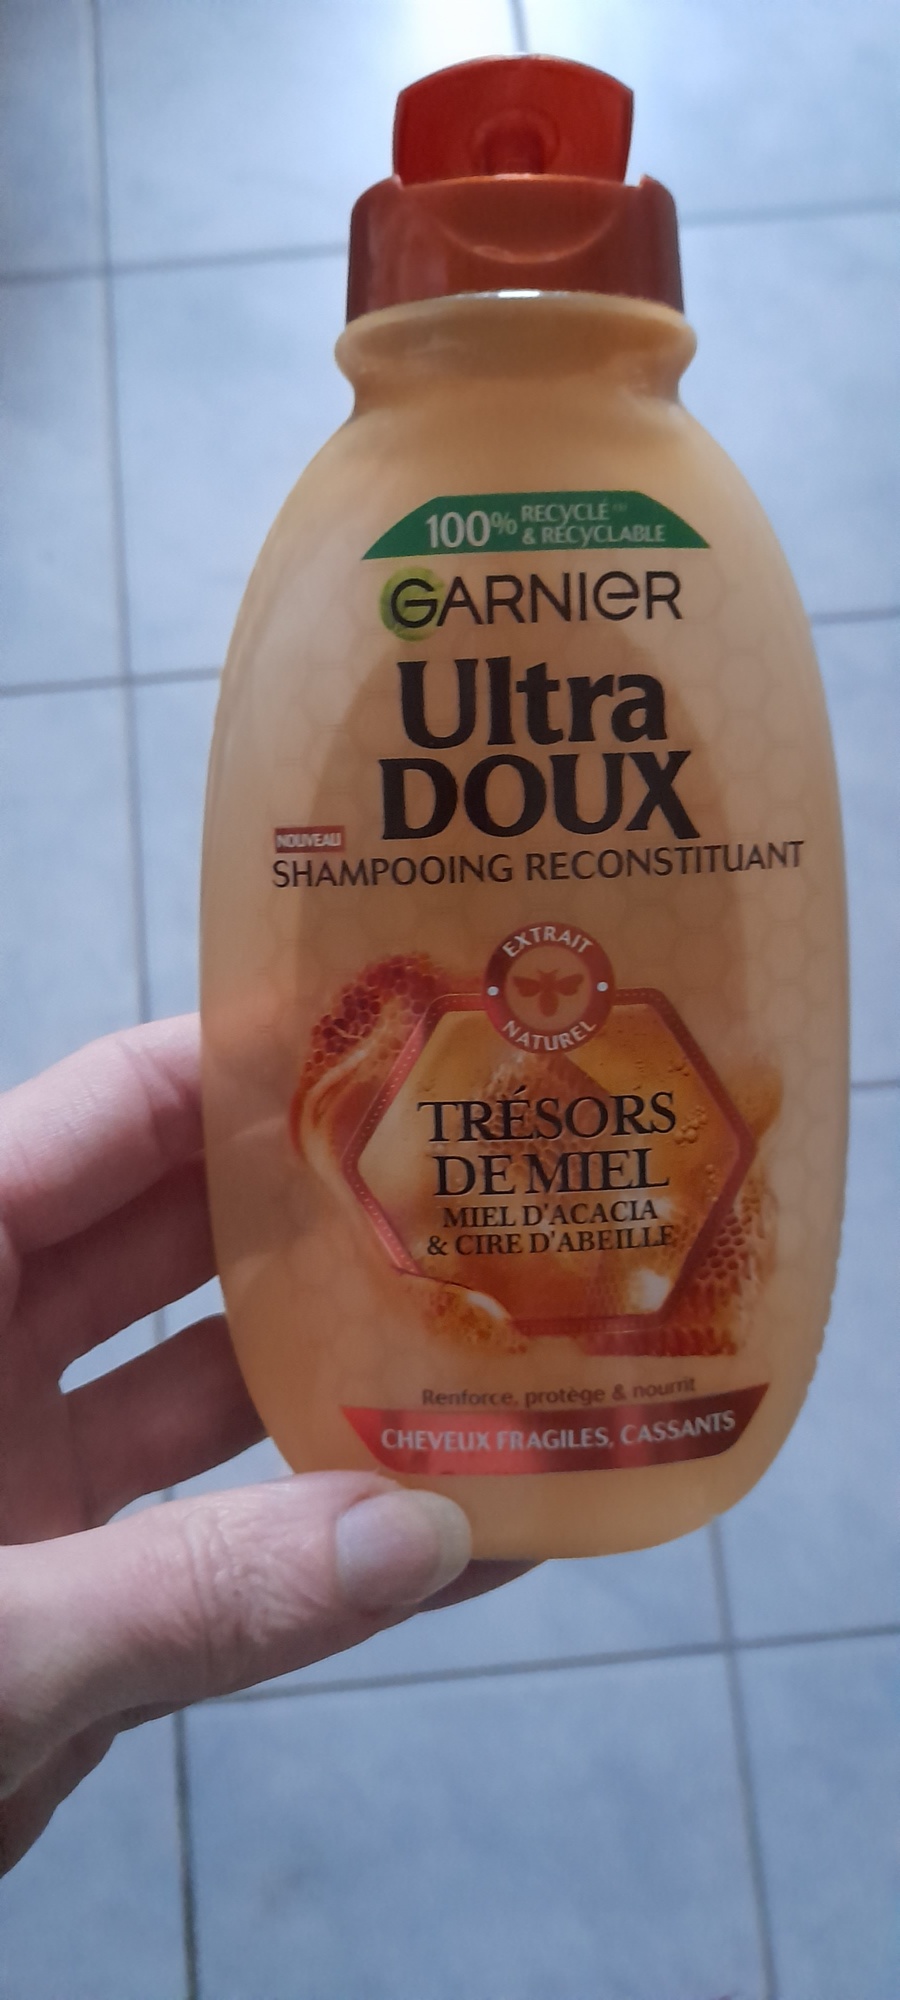 100% RECYCLÉ
& RECYCLABLE
GARNIER
Ultra
DOUX
NOUVEAU
SHAMPOOING RECONSTITUANT
EXTRAIT
NATUREL
TRÉSORS
DE MIEL
MIEL D'ACACIA
& CIRE D'ABEILLE
Renforce, protège & nourrit
CHEVEUX FRAGILES, CASSANTS